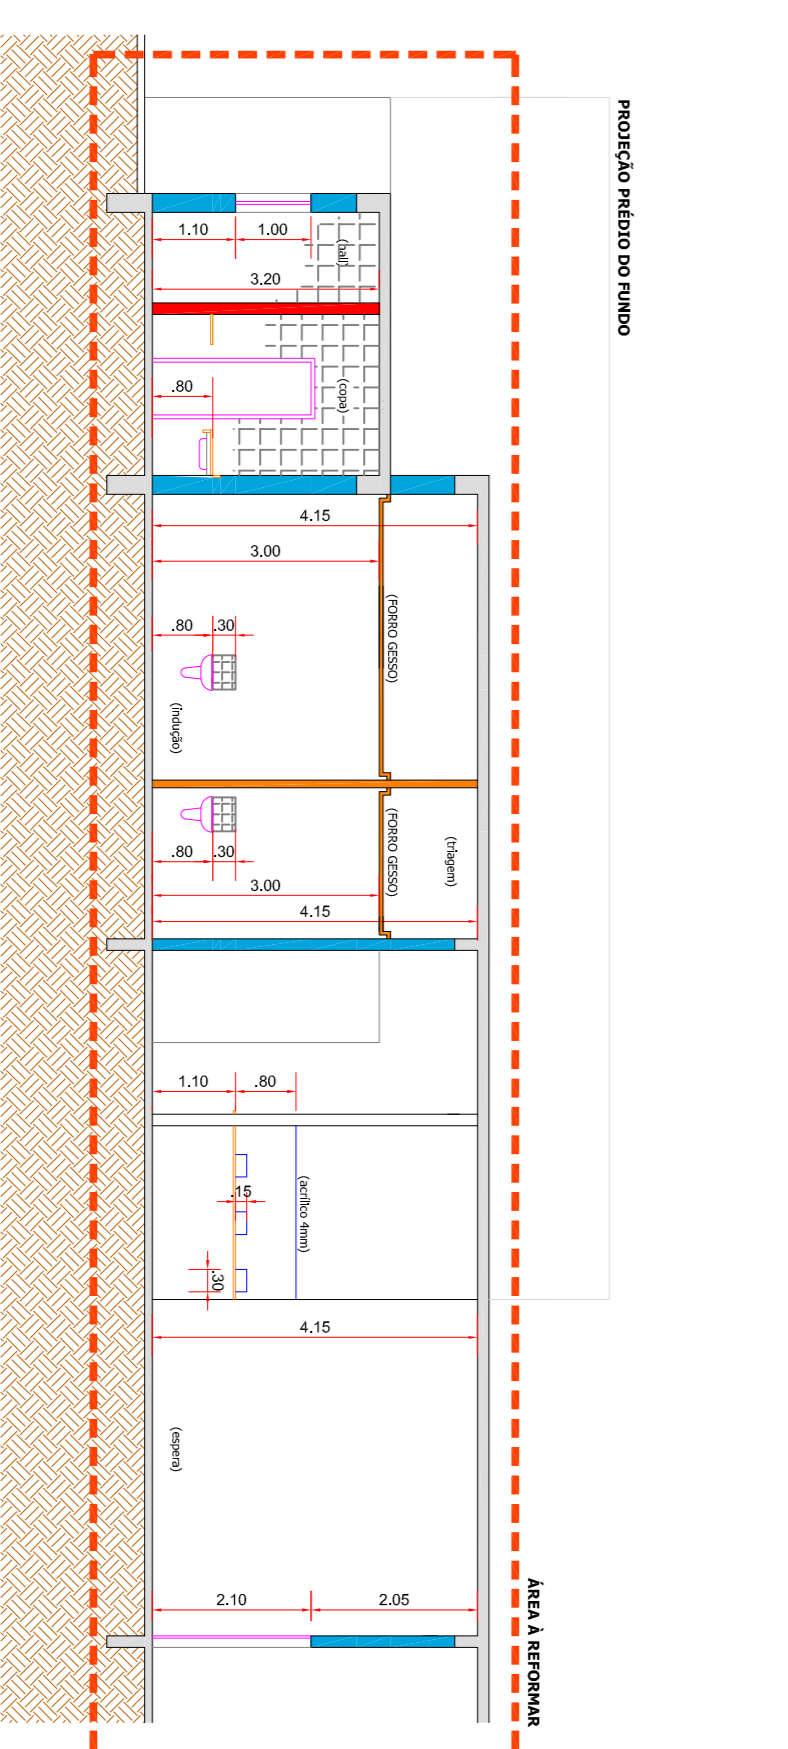 PROJEÇÃO PRÉDIO DO FUNDO
1.10
1.00
(hall)
3.20
.80
(copa)
4.15
3.00
(FORRO GESSO)
.80
.30
(indução)
(FORRO GESSO)
(triagem)
.80
.30
3.00
4.15
1.10
.80
(acrílico 4mm)
.15
.30
4.15
(espera)
2.10
2.05
ÁREA À REFORMAR